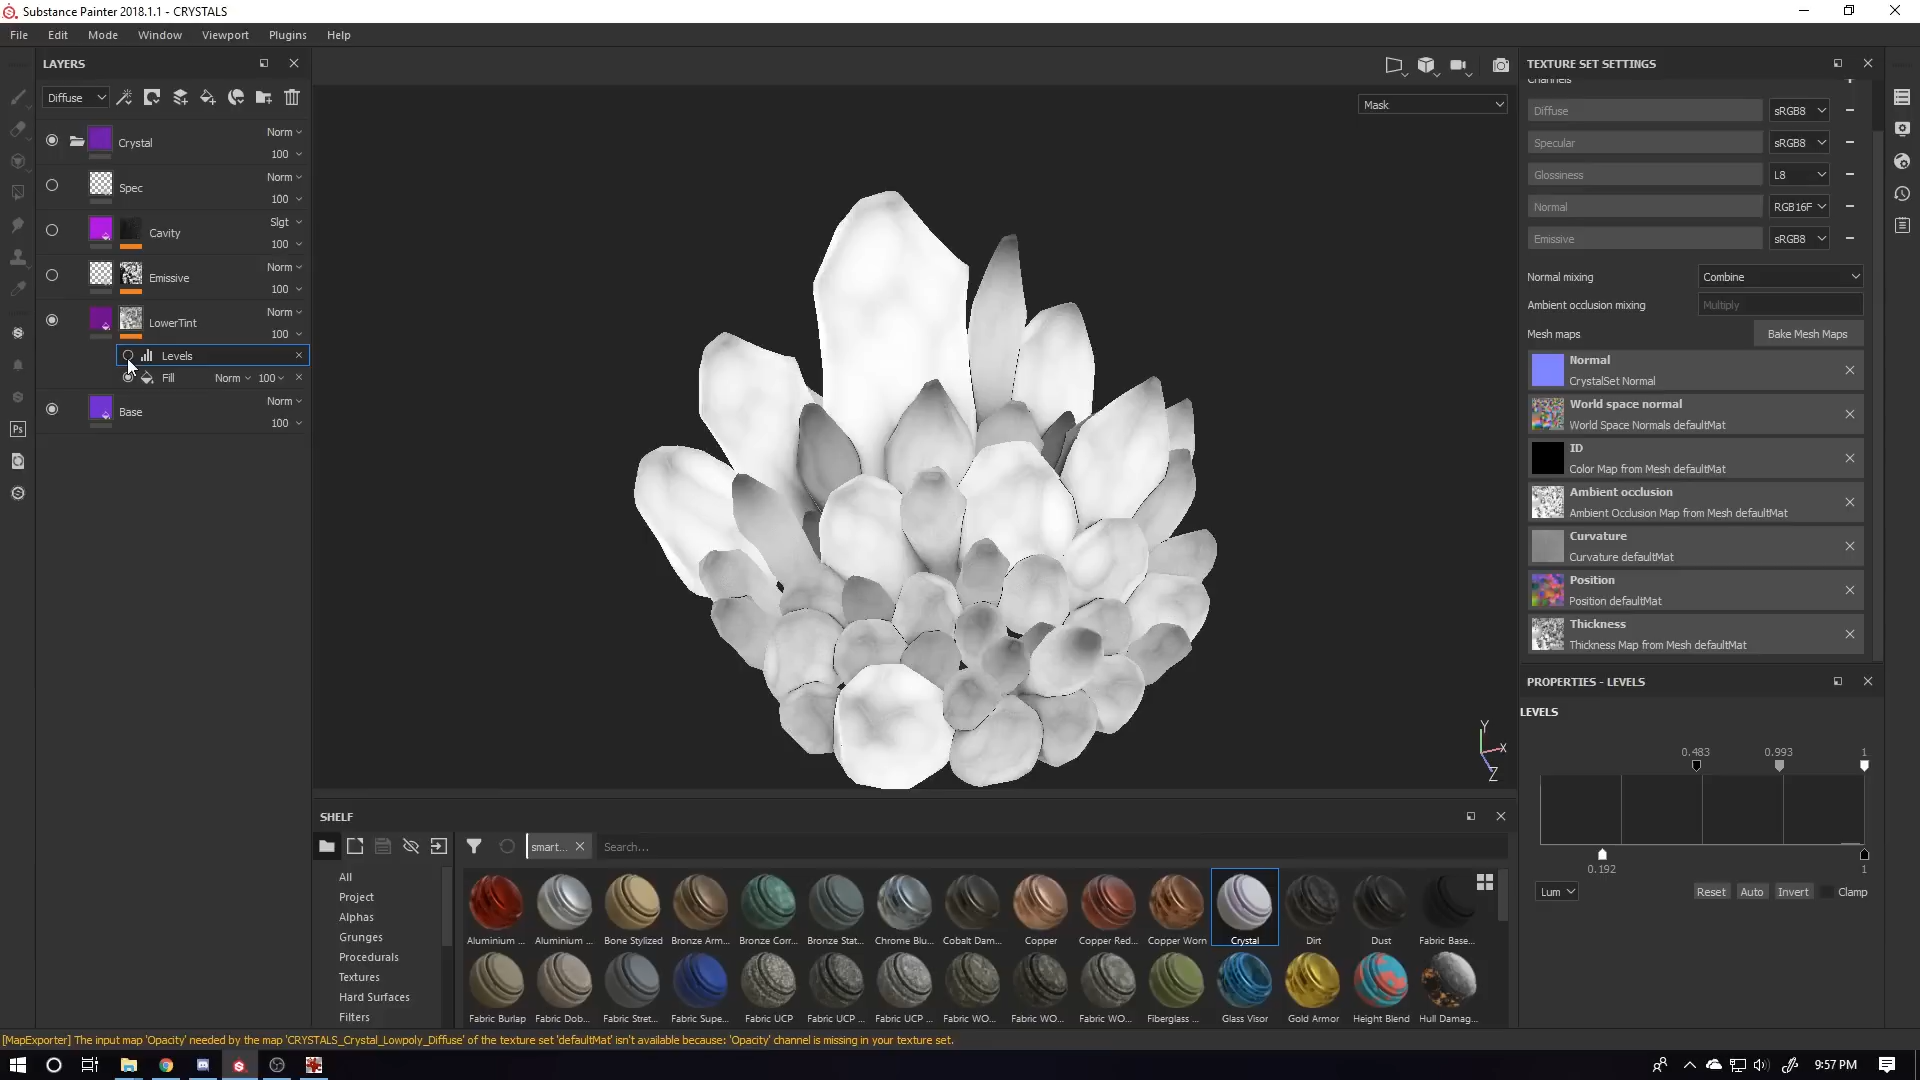 Substance Painter 2018.1.1 - CRYSTALS
File Edit Mode Window Viewport Plugins Help
LAYERS
Diffuse
Crystal
Norm
100
Spec
Norm
100
Cavity
Slgt
100
Emissive
Norm
100
LowerTint
Norm
100
Levels
Fill Norm 100
Base
Norm
100
Ps
Mask
Y
X
Z
TEXTURE SET SETTINGS
Channels
Diffuse sRGB8
Specular sRGB8
Glossiness L8
Normal RGB16F
Emissive sRGB8
Normal mixing Combine
Ambient occlusion mixing Multiply
Mesh maps Bake Mesh Maps
Normal
CrystalSet Normal
World space normal
World Space Normals defaultMat
ID
Color Map from Mesh defaultMat
Ambient occlusion
Ambient Occlusion Map from Mesh defaultMat
Curvature
Curvature defaultMat
Position
Position defaultMat
Thickness
Thickness Map from Mesh defaultMat
PROPERTIES - LEVELS
LEVELS
0.483 0.993 1
0.192 1
Lum Reset Auto Invert Clamp
SHELF
smart... Search...
All
Project
Alphas
Grunges
Procedurals
Textures
Hard Surfaces
Filters
Aluminium ... Aluminium ... Bone Stylized Bronze Arm... Bronze Corr... Bronze Stat... Chrome Blu... Cobalt Dam... Copper Copper Red... Copper Worn Crystal Dirt Dust Fabric Base...
Fabric Burlap Fabric Dob... Fabric Stret... Fabric Supe... Fabric UCP Fabric UCP ... Fabric UCP ... Fabric WO... Fabric WO... Fabric WO... Fiberglass ... Glass Visor Gold Armor Height Blend Hull Damag...
[MapExporter] The input map 'Opacity' needed by the map 'CRYSTALS_Crystal_Lowpoly_Diffuse' of the texture set 'defaultMat' isn't available because: 'Opacity' channel is missing in your texture set.
9:57 PM